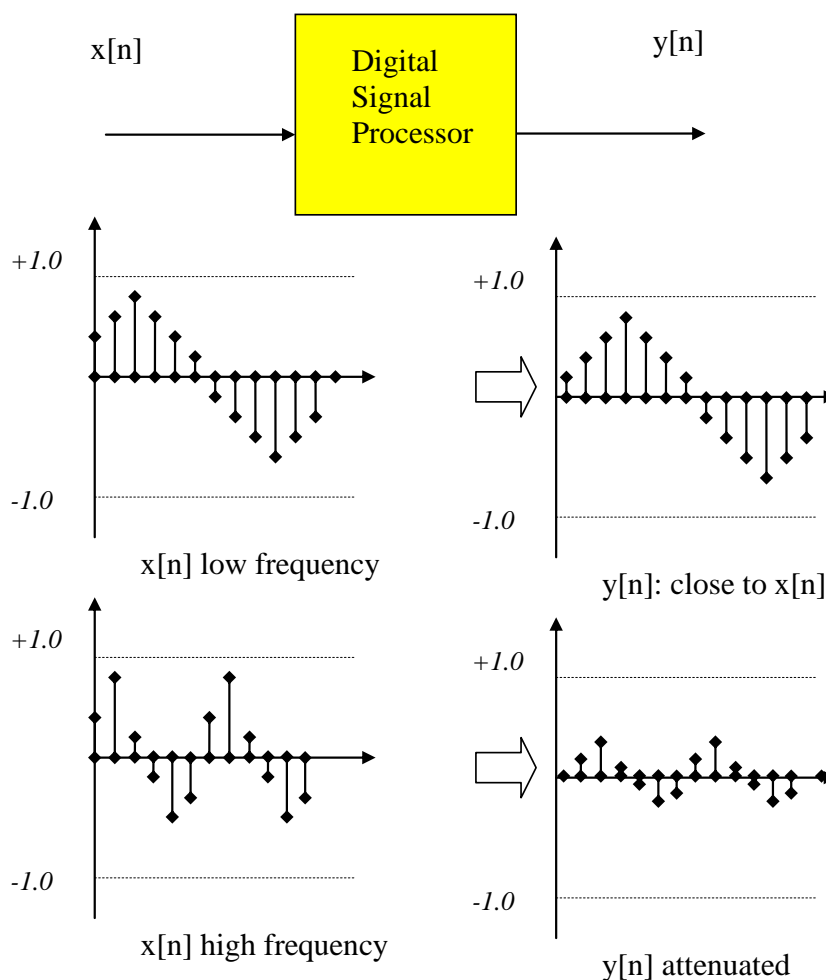 x[n]
Digital
Signal
Processor
y[n]
+1.0
-1.0
x[n] low frequency
+1.0
-1.0
y[n]: close to x[n]
+1.0
-1.0
x[n] high frequency
+1.0
-1.0
y[n] attenuated